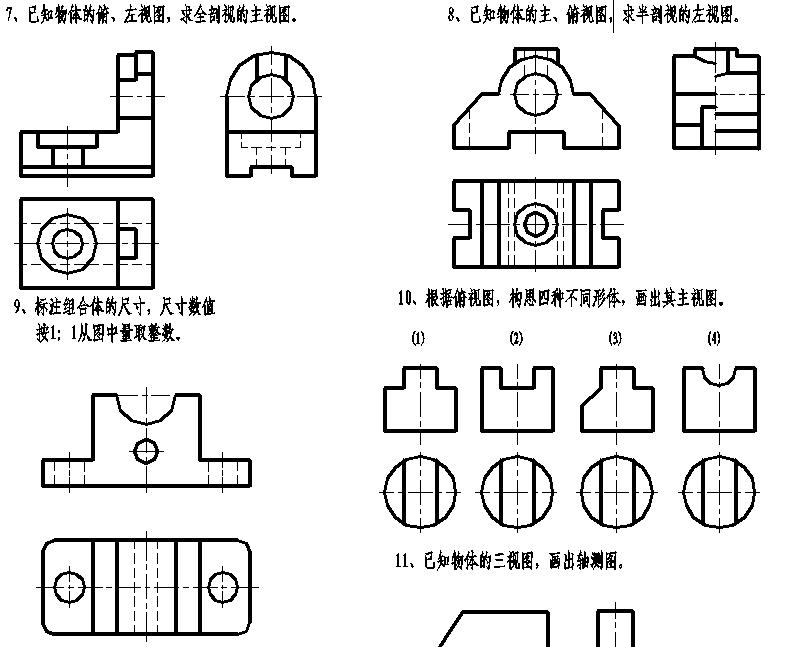 7、已知物体的俯、左视图，求全剖视的主视图。
8、已知物体的主、俯视图，求半剖视的左视图。
9、标注组合体的尺寸，尺寸数值
按1：1从图中量取整数。
10、根据俯视图，构思四种不同形体，画出其主视图。
(1) (2) (3) (4)
11、已知物体的三视图，画出轴测图。